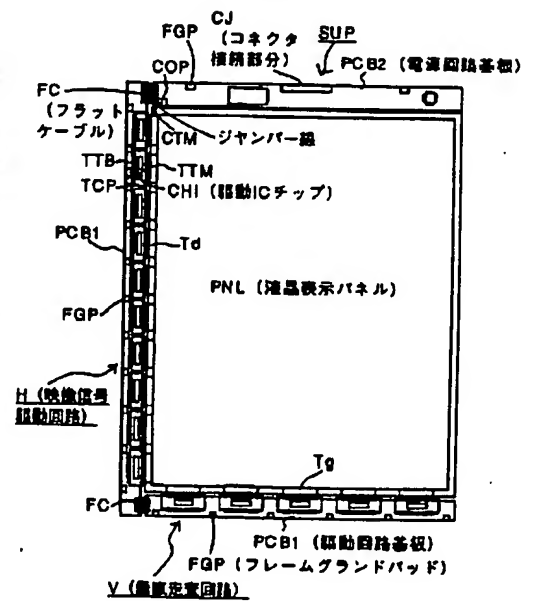 CJ
(コネクタ
接続部分)
FGP
SUP
COP
PCB2 (電源回路基板)
FC
(フラット
ケーブル)
CTM
ジャンパー線
TTB
TTM
TCP
CHI (駆動ICチップ)
PCB1
Td
PNL (液晶表示パネル)
FGP
H (映像信号
駆動回路)
Tg
FC
PCB1 (駆動回路基板)
FGP (フレームグランドパッド)
V (垂直走査回路)